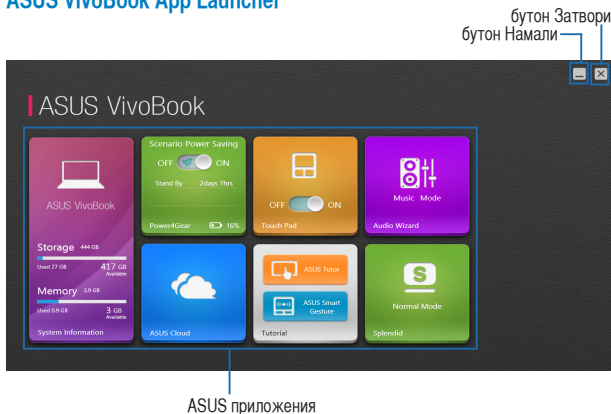 ASUS VivoBook App Launcher
бутон Затвори
бутон Намали
ASUS VivoBook
ASUS VivoBook
Storage 444 GB
Used 27 GB
417 GB
Available
Memory 3.9 GB
Used 0.9 GB
3 GB
Available
System Information
Scenario Power Saving
OFF ON
Stand By 2days 7hrs
Power4Gear 16%
OFF ON
Touch Pad
Music Mode
Audio Wizard
ASUS Cloud
ASUS Tutor
ASUS Smart
Gesture
Tutorial
S
Normal Mode
Splendid
ASUS приложения